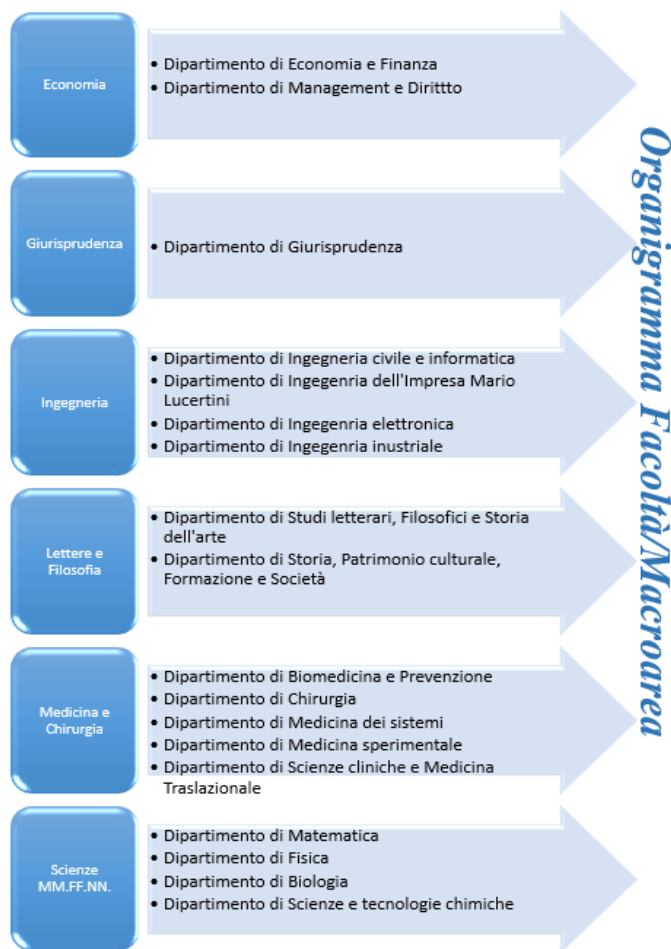 Economia
• Dipartimento di Economia e Finanza
• Dipartimento di Management e Dirittto
Giurisprudenza
• Dipartimento di Giurisprudenza
Ingegneria
• Dipartimento di Ingegneria civile e informatica
• Dipartimento di Ingegenria dell'Impresa Mario
Lucertini
• Dipartimento di Ingegenria elettronica
• Dipartimento di Ingegenria inustriale
Lettere e
Filosofia
• Dipartimento di Studi letterari, Filosofici e Storia
dell'arte
• Dipartimento di Storia, Patrimonio culturale,
Formazione e Società
Medicina e
Chirurgia
• Dipartimento di Biomedicina e Prevenzione
• Dipartimento di Chirurgia
• Dipartimento di Medicina dei sistemi
• Dipartimento di Medicina sperimentale
• Dipartimento di Scienze cliniche e Medicina
Traslazionale
Scienze
MM.FF.NN.
• Dipartimento di Matematica
• Dipartimento di Fisica
• Dipartimento di Biologia
• Dipartimento di Scienze e tecnologie chimiche
Organigramma Facoltà/Macroarea